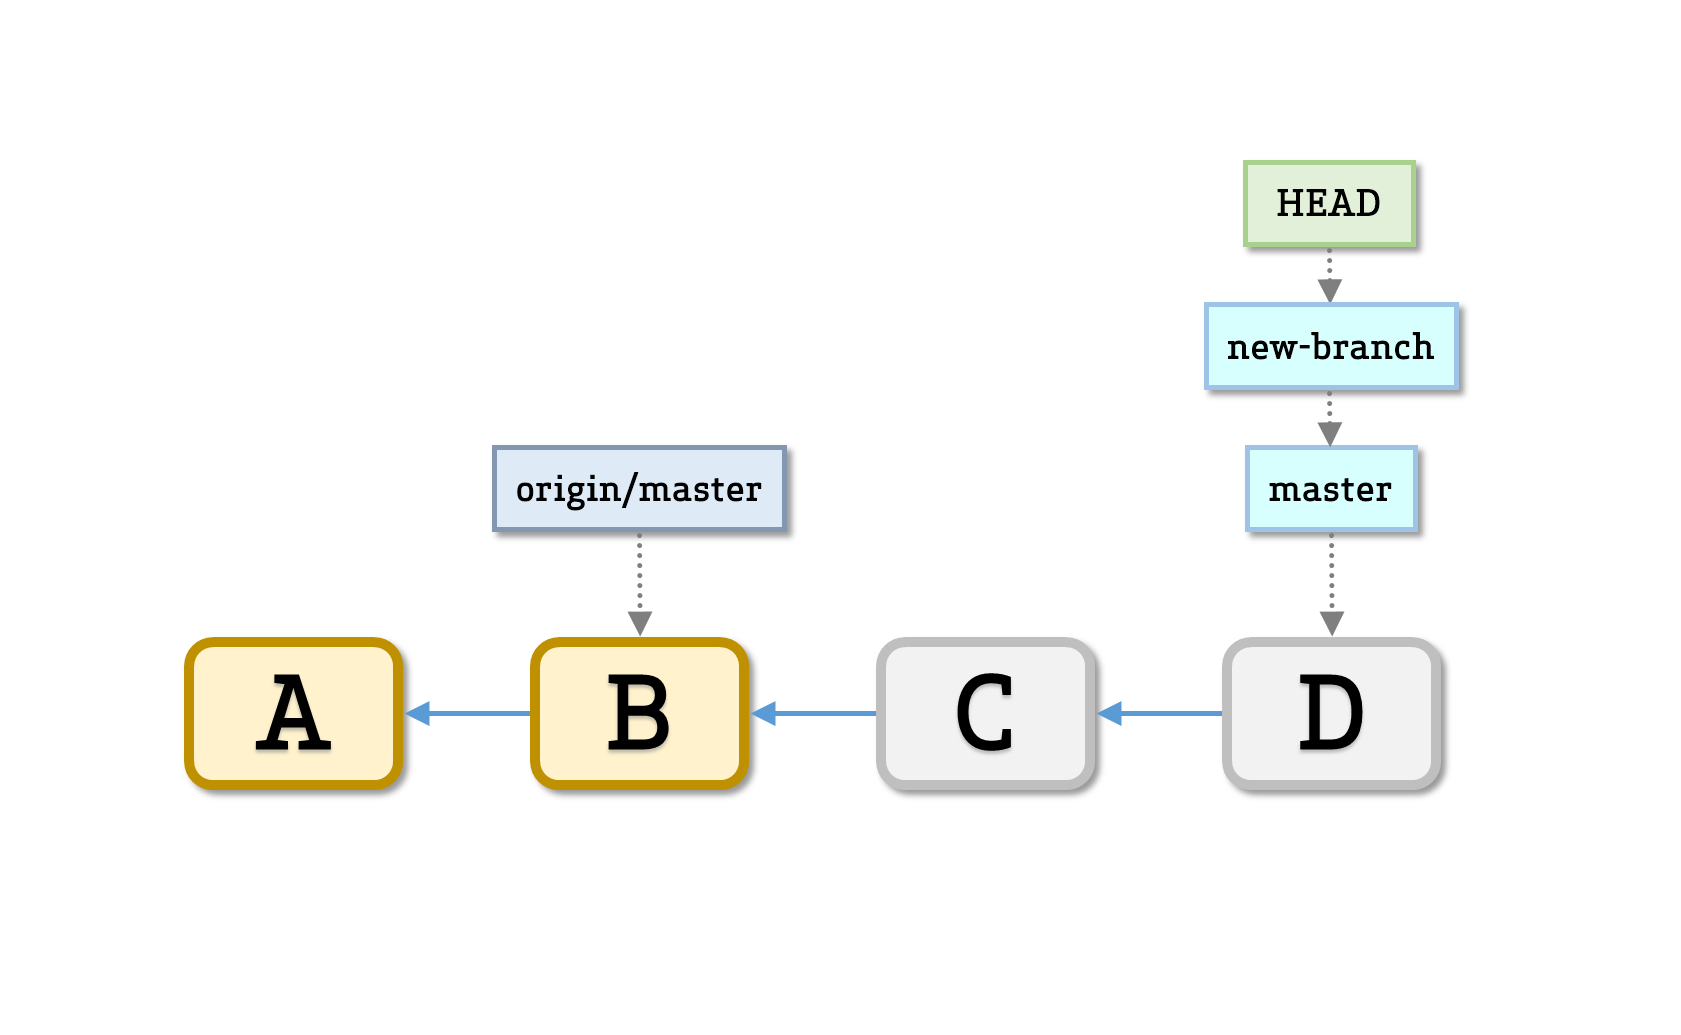 HEAD
new-branch
origin/master
master
A
B
C
D